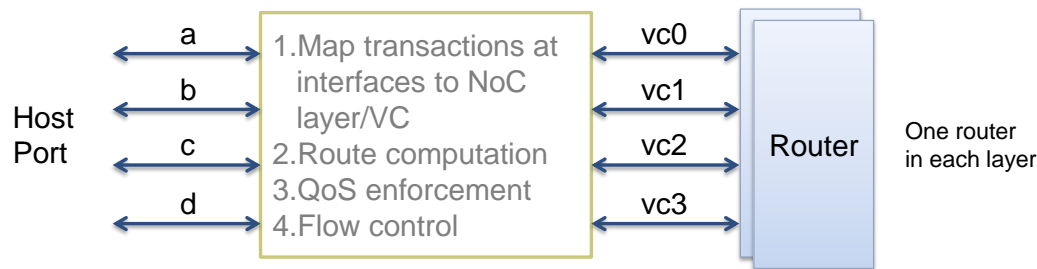 Host
Port
a
b
c
d
1.Map transactions at
interfaces to NoC
layer/VC
2.Route computation
3.QoS enforcement
4.Flow control
vc0
vc1
vc2
vc3
Router
One router
in each layer